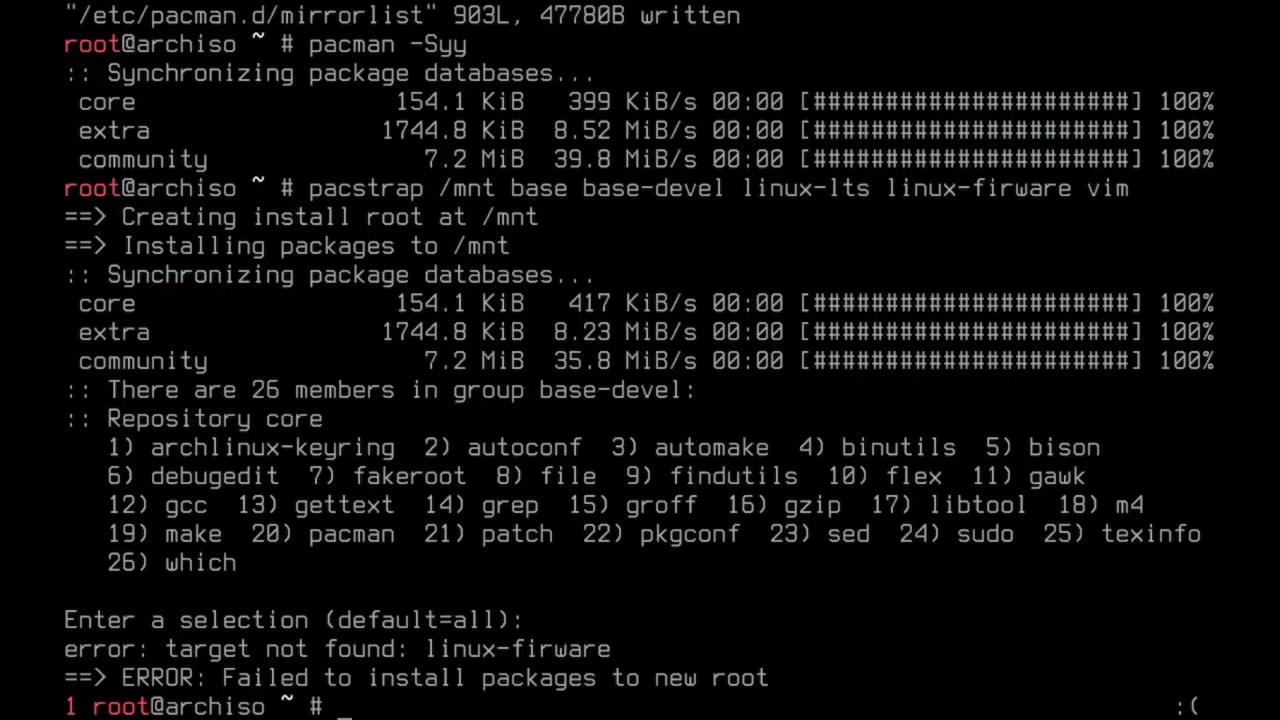 "/etc/pacman.d/mirrorlist" 903L, 47780B written
root@archiso ~ # pacman -Syy
:: Synchronizing package databases...
core 154.1 KiB 399 KiB/s 00:00 [######################] 100%
extra 1744.8 KiB 8.52 MiB/s 00:00 [######################] 100%
community 7.2 MiB 39.8 MiB/s 00:00 [######################] 100%
root@archiso ~ # pacstrap /mnt base base-devel linux-lts linux-firware vim
==> Creating install root at /mnt
==> Installing packages to /mnt
:: Synchronizing package databases...
core 154.1 KiB 417 KiB/s 00:00 [######################] 100%
extra 1744.8 KiB 8.23 MiB/s 00:00 [######################] 100%
community 7.2 MiB 35.8 MiB/s 00:00 [######################] 100%
:: There are 26 members in group base-devel:
:: Repository core
1) archlinux-keyring 2) autoconf 3) automake 4) binutils 5) bison
6) debugedit 7) fakeroot 8) file 9) findutils 10) flex 11) gawk
12) gcc 13) gettext 14) grep 15) groff 16) gzip 17) libtool 18) m4
19) make 20) pacman 21) patch 22) pkgconf 23) sed 24) sudo 25) texinfo
26) which
Enter a selection (default=all):
error: target not found: linux-firware
==> ERROR: Failed to install packages to new root
1 root@archiso ~ # _ :(